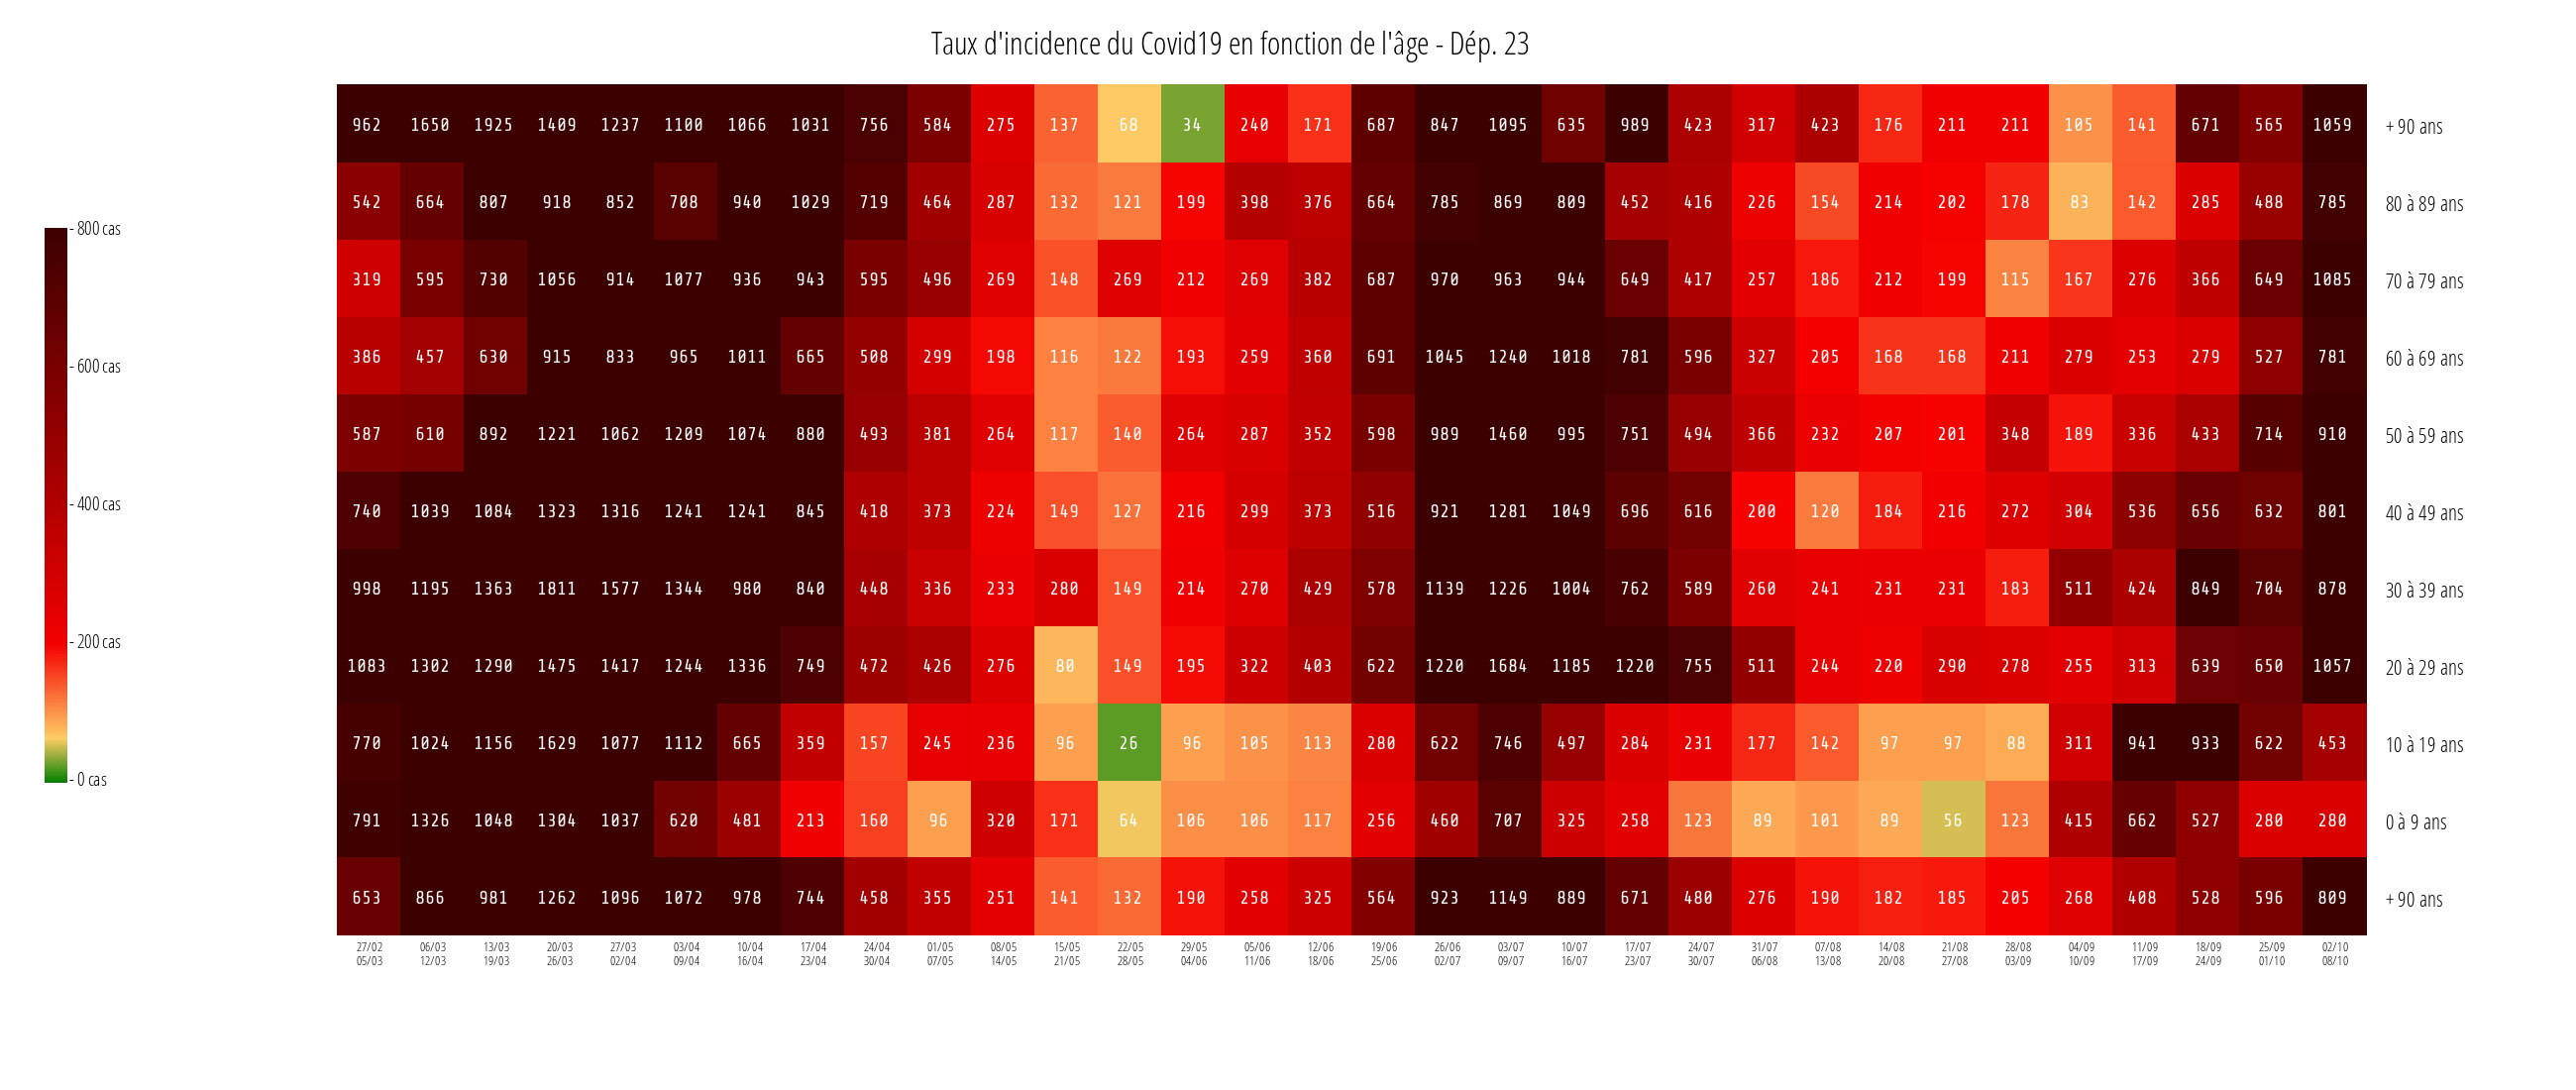 Taux d'incidence du Covid19 en fonction de l'âge - Dép. 23
962 1650 1925 1409 1237 1100 1066 1031 756 584 275 137 68 34 240 171 687 847 1095 635 989 423 317 423 176 211 211 105 141 671 565 1059 + 90 ans
542 664 807 918 852 708 940 1029 719 464 287 132 121 199 398 376 664 785 869 809 452 416 226 154 214 202 178 83 142 285 488 785 80 à 89 ans
- 800 cas
319 595 730 1056 914 1077 936 943 595 496 269 148 269 212 269 382 687 970 963 944 649 417 257 186 212 199 115 167 276 366 649 1085 70 à 79 ans
386 457 630 915 833 965 1011 665 508 299 198 116 122 193 259 360 691 1045 1240 1018 781 596 327 205 168 168 211 279 253 279 527 781 60 à 69 ans
- 600 cas
587 610 892 1221 1062 1209 1074 880 493 381 264 117 140 264 287 352 598 989 1460 995 751 494 366 232 207 201 348 189 336 433 714 910 50 à 59 ans
- 400 cas
740 1039 1084 1323 1316 1241 1241 845 418 373 224 149 127 216 299 373 516 921 1281 1049 696 616 200 120 184 216 272 304 536 656 632 801 40 à 49 ans
998 1195 1363 1811 1577 1344 980 840 448 336 233 280 149 214 270 429 578 1139 1226 1004 762 589 260 241 231 231 183 511 424 849 704 878 30 à 39 ans
- 200 cas
1083 1302 1290 1475 1417 1244 1336 749 472 426 276 80 149 195 322 403 622 1220 1684 1185 1220 755 511 244 220 290 278 255 313 639 650 1057 20 à 29 ans
770 1024 1156 1629 1077 1112 665 359 157 245 236 96 26 96 105 113 280 622 746 497 284 231 177 142 97 97 88 311 941 933 622 453 10 à 19 ans
- 0 cas
791 1326 1048 1304 1037 620 481 213 160 96 320 171 64 106 106 117 256 460 707 325 258 123 89 101 89 56 123 415 662 527 280 280 0 à 9 ans
653 866 981 1262 1096 1072 978 744 458 355 251 141 132 190 258 325 564 923 1149 889 671 480 276 190 182 185 205 268 408 528 596 809 + 90 ans
27/02 06/03 13/03 20/03 27/03 03/04 10/04 17/04 24/04 01/05 08/05 15/05 22/05 29/05 05/06 12/06 19/06 26/06 03/07 10/07 17/07 24/07 31/07 07/08 14/08 21/08 28/08 04/09 11/09 18/09 25/09 02/10
05/03 12/03 19/03 26/03 02/04 09/04 16/04 23/04 30/04 07/05 14/05 21/05 28/05 04/06 11/06 18/06 25/06 02/07 09/07 16/07 23/07 30/07 06/08 13/08 20/08 27/08 03/09 10/09 17/09 24/09 01/10 08/10